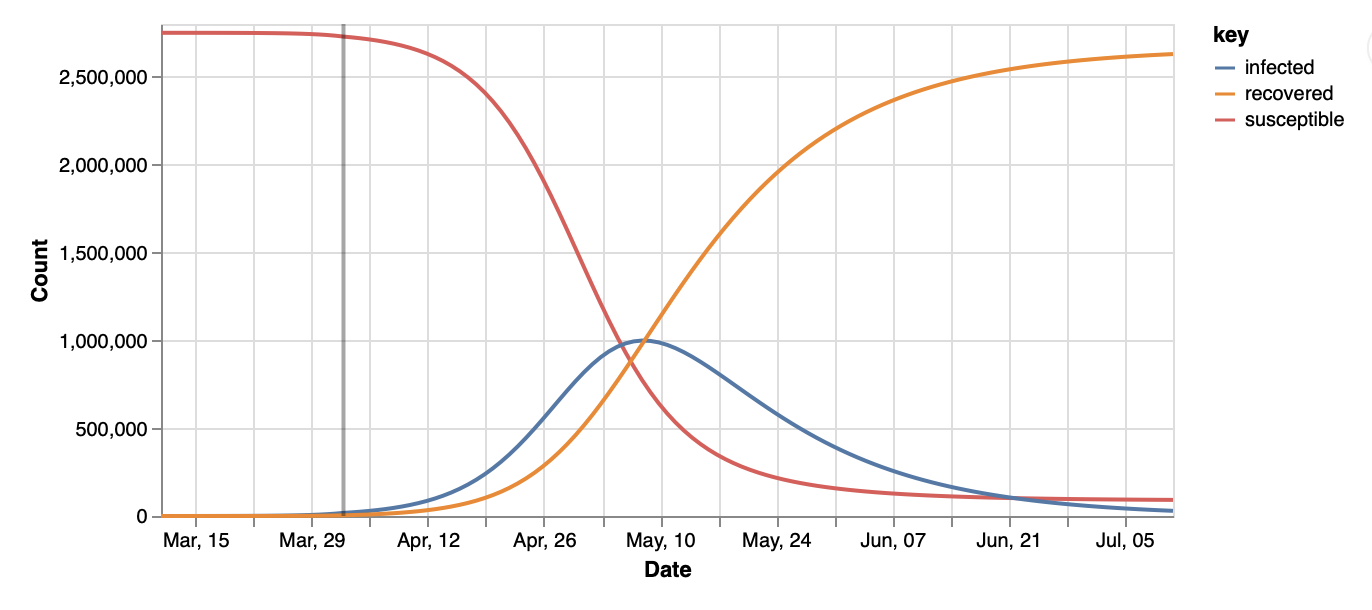 key
infected
recovered
susceptible
Count
2,500,000
2,000,000
1,500,000
1,000,000
500,000
0
Mar, 15 Mar, 29 Apr, 12 Apr, 26 May, 10 May, 24 Jun, 07 Jun, 21 Jul, 05
Date